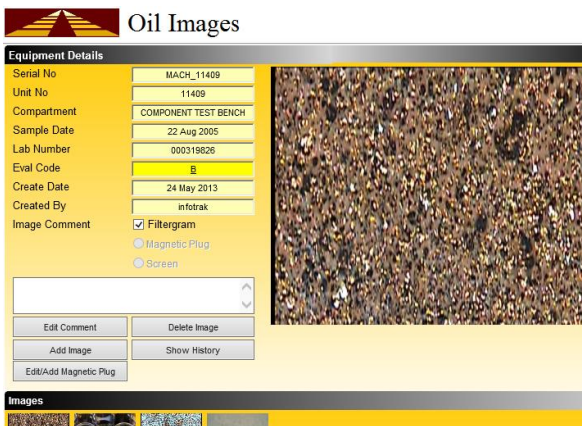 Oil Images
Equipment Details
Serial No MACH_11409
Unit No 11409
Compartment COMPONENT TEST BENCH
Sample Date 22 Aug 2005
Lab Number 000319826
Eval Code B
Create Date 24 May 2013
Created By infotrak
Image Comment Filtergram
Magnetic Plug
Screen
Edit Comment Delete Image
Add Image Show History
Edit/Add Magnetic Plug
Images